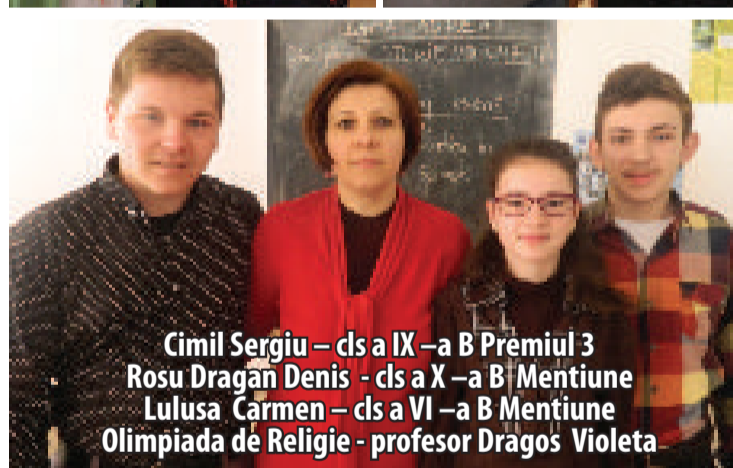 Cimil Sergiu – cls a IX –a B Premiul 3
Rosu Dragan Denis - cls a X –a B Mentiune
Lulusa Carmen – cls a VI –a B Mentiune
Olimpiada de Religie - profesor Dragos Violeta